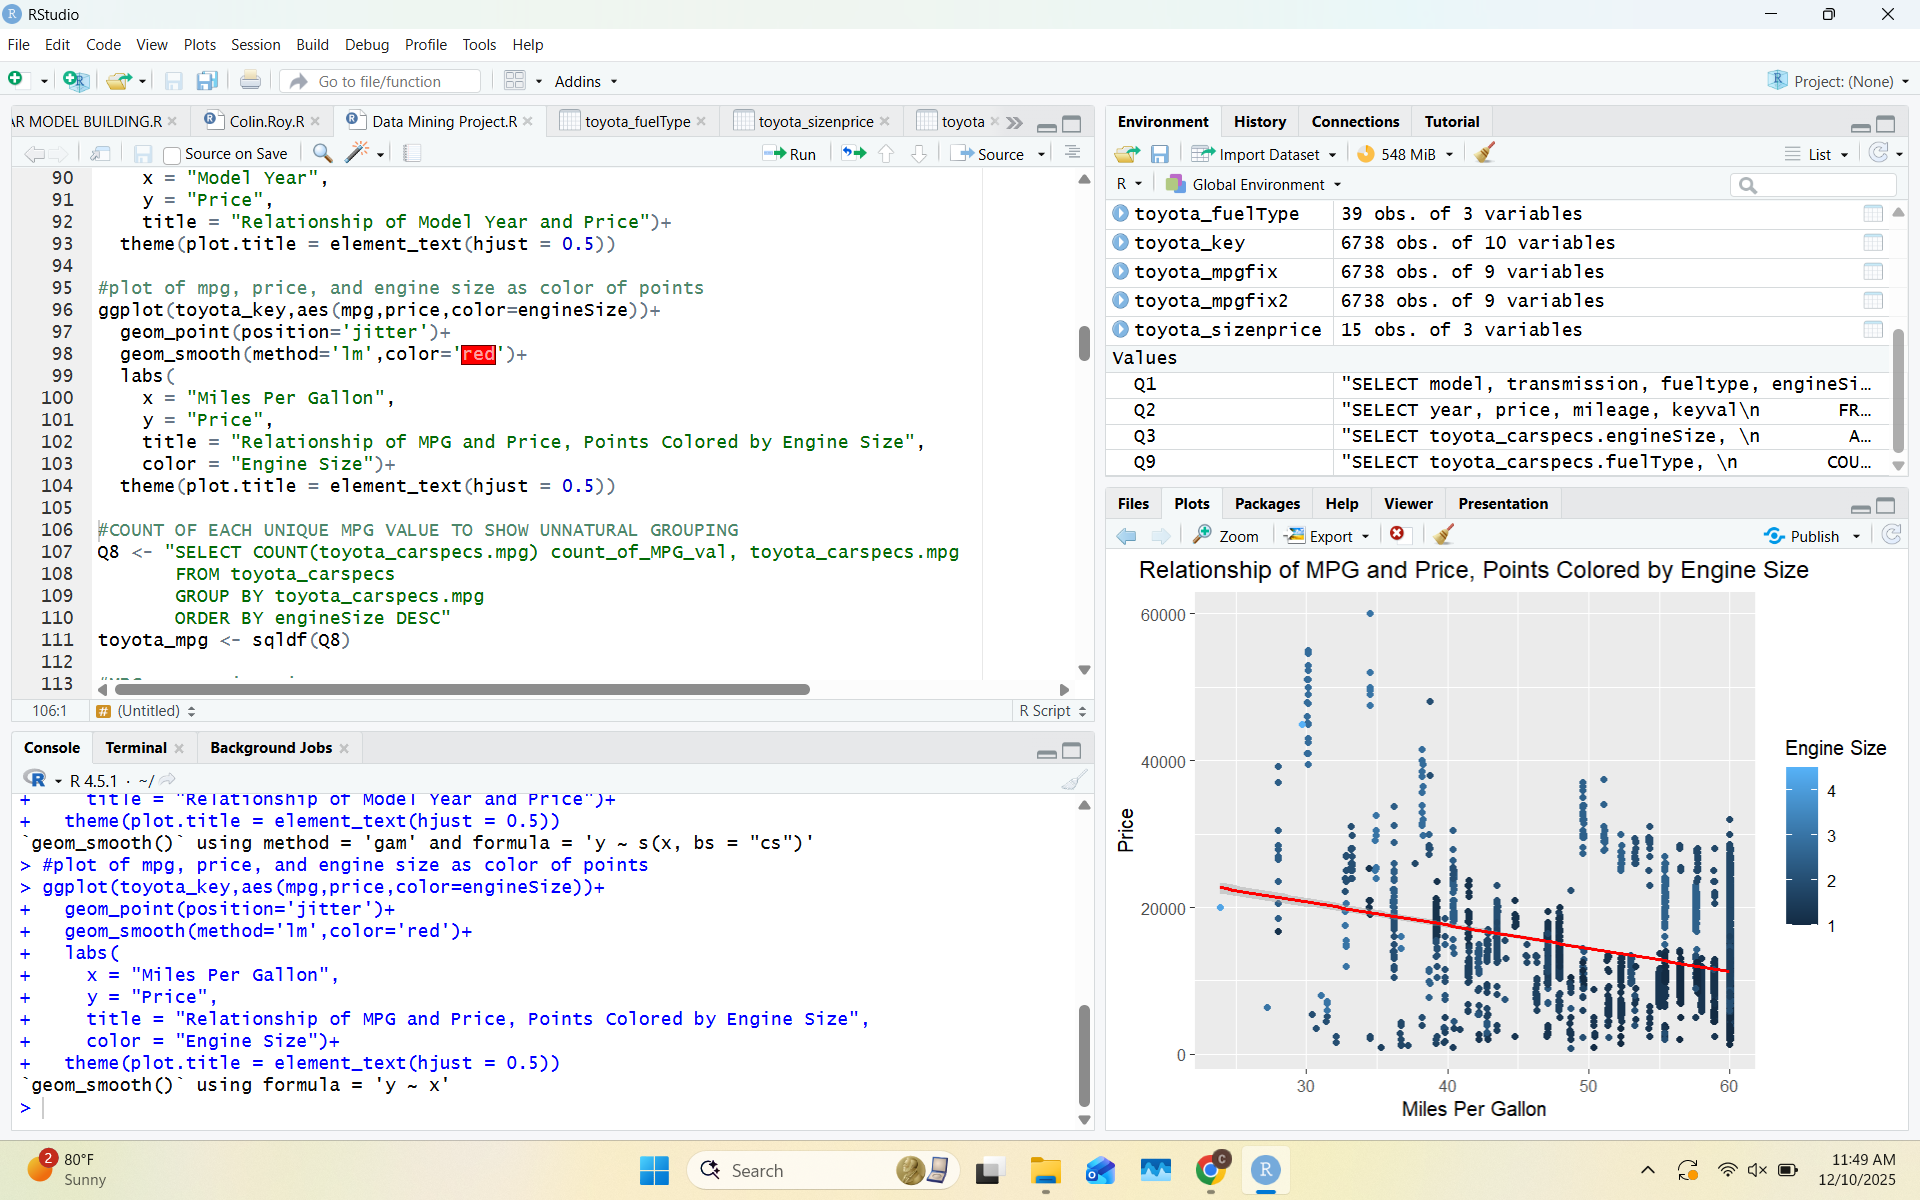 RStudio
File Edit Code View Plots Session Build Debug Profile Tools Help
Go to file/function Addins Project: (None)
AR MODEL BUILDING.R Colin.Roy.R Data Mining Project.R toyota_fuelType toyota_sizenprice toyota
Source on Save Run Source
90 x = "Model Year",
91 y = "Price",
92 title = "Relationship of Model Year and Price")+
93 theme(plot.title = element_text(hjust = 0.5))
94
95 #plot of mpg, price, and engine size as color of points
96 ggplot(toyota_key,aes(mpg,price,color=engineSize))+
97 geom_point(position='jitter')+
98 geom_smooth(method='lm',color='red')+
99 labs(
100 x = "Miles Per Gallon",
101 y = "Price",
102 title = "Relationship of MPG and Price, Points Colored by Engine Size",
103 color = "Engine Size")+
104 theme(plot.title = element_text(hjust = 0.5))
105
106 #COUNT OF EACH UNIQUE MPG VALUE TO SHOW UNNATURAL GROUPING
107 Q8 <- "SELECT COUNT(toyota_carspecs.mpg) count_of_MPG_val, toyota_carspecs.mpg
108 FROM toyota_carspecs
109 GROUP BY toyota_carspecs.mpg
110 ORDER BY engineSize DESC"
111 toyota_mpg <- sqldf(Q8)
112
113
106:1 # (Untitled) R Script
Console Terminal Background Jobs
R R 4.5.1 · ~/
+ title = "Relationship of Model Year and Price")+
+ theme(plot.title = element_text(hjust = 0.5))
`geom_smooth()` using method = 'gam' and formula = 'y ~ s(x, bs = "cs")'
> #plot of mpg, price, and engine size as color of points
> ggplot(toyota_key,aes(mpg,price,color=engineSize))+
+ geom_point(position='jitter')+
+ geom_smooth(method='lm',color='red')+
+ labs(
+ x = "Miles Per Gallon",
+ y = "Price",
+ title = "Relationship of MPG and Price, Points Colored by Engine Size",
+ color = "Engine Size")+
+ theme(plot.title = element_text(hjust = 0.5))
`geom_smooth()` using formula = 'y ~ x'
>
Environment History Connections Tutorial
Import Dataset 548 MiB List
R Global Environment
toyota_fuelType 39 obs. of 3 variables
toyota_key 6738 obs. of 10 variables
toyota_mpgfix 6738 obs. of 9 variables
toyota_mpgfix2 6738 obs. of 9 variables
toyota_sizenprice 15 obs. of 3 variables
Values
Q1 "SELECT model, transmission, fueltype, engineSi…
Q2 "SELECT year, price, mileage, keyval\n FR…
Q3 "SELECT toyota_carspecs.engineSize, \n A…
Q9 "SELECT toyota_carspecs.fuelType, \n COU…
Files Plots Packages Help Viewer Presentation
Zoom Export Publish
Relationship of MPG and Price, Points Colored by Engine Size
60000
40000
20000
0
Price
30 40 50 60
Miles Per Gallon
Engine Size
4
3
2
1
2
80°F
Sunny
Search
C
R
11:49 AM
12/10/2025